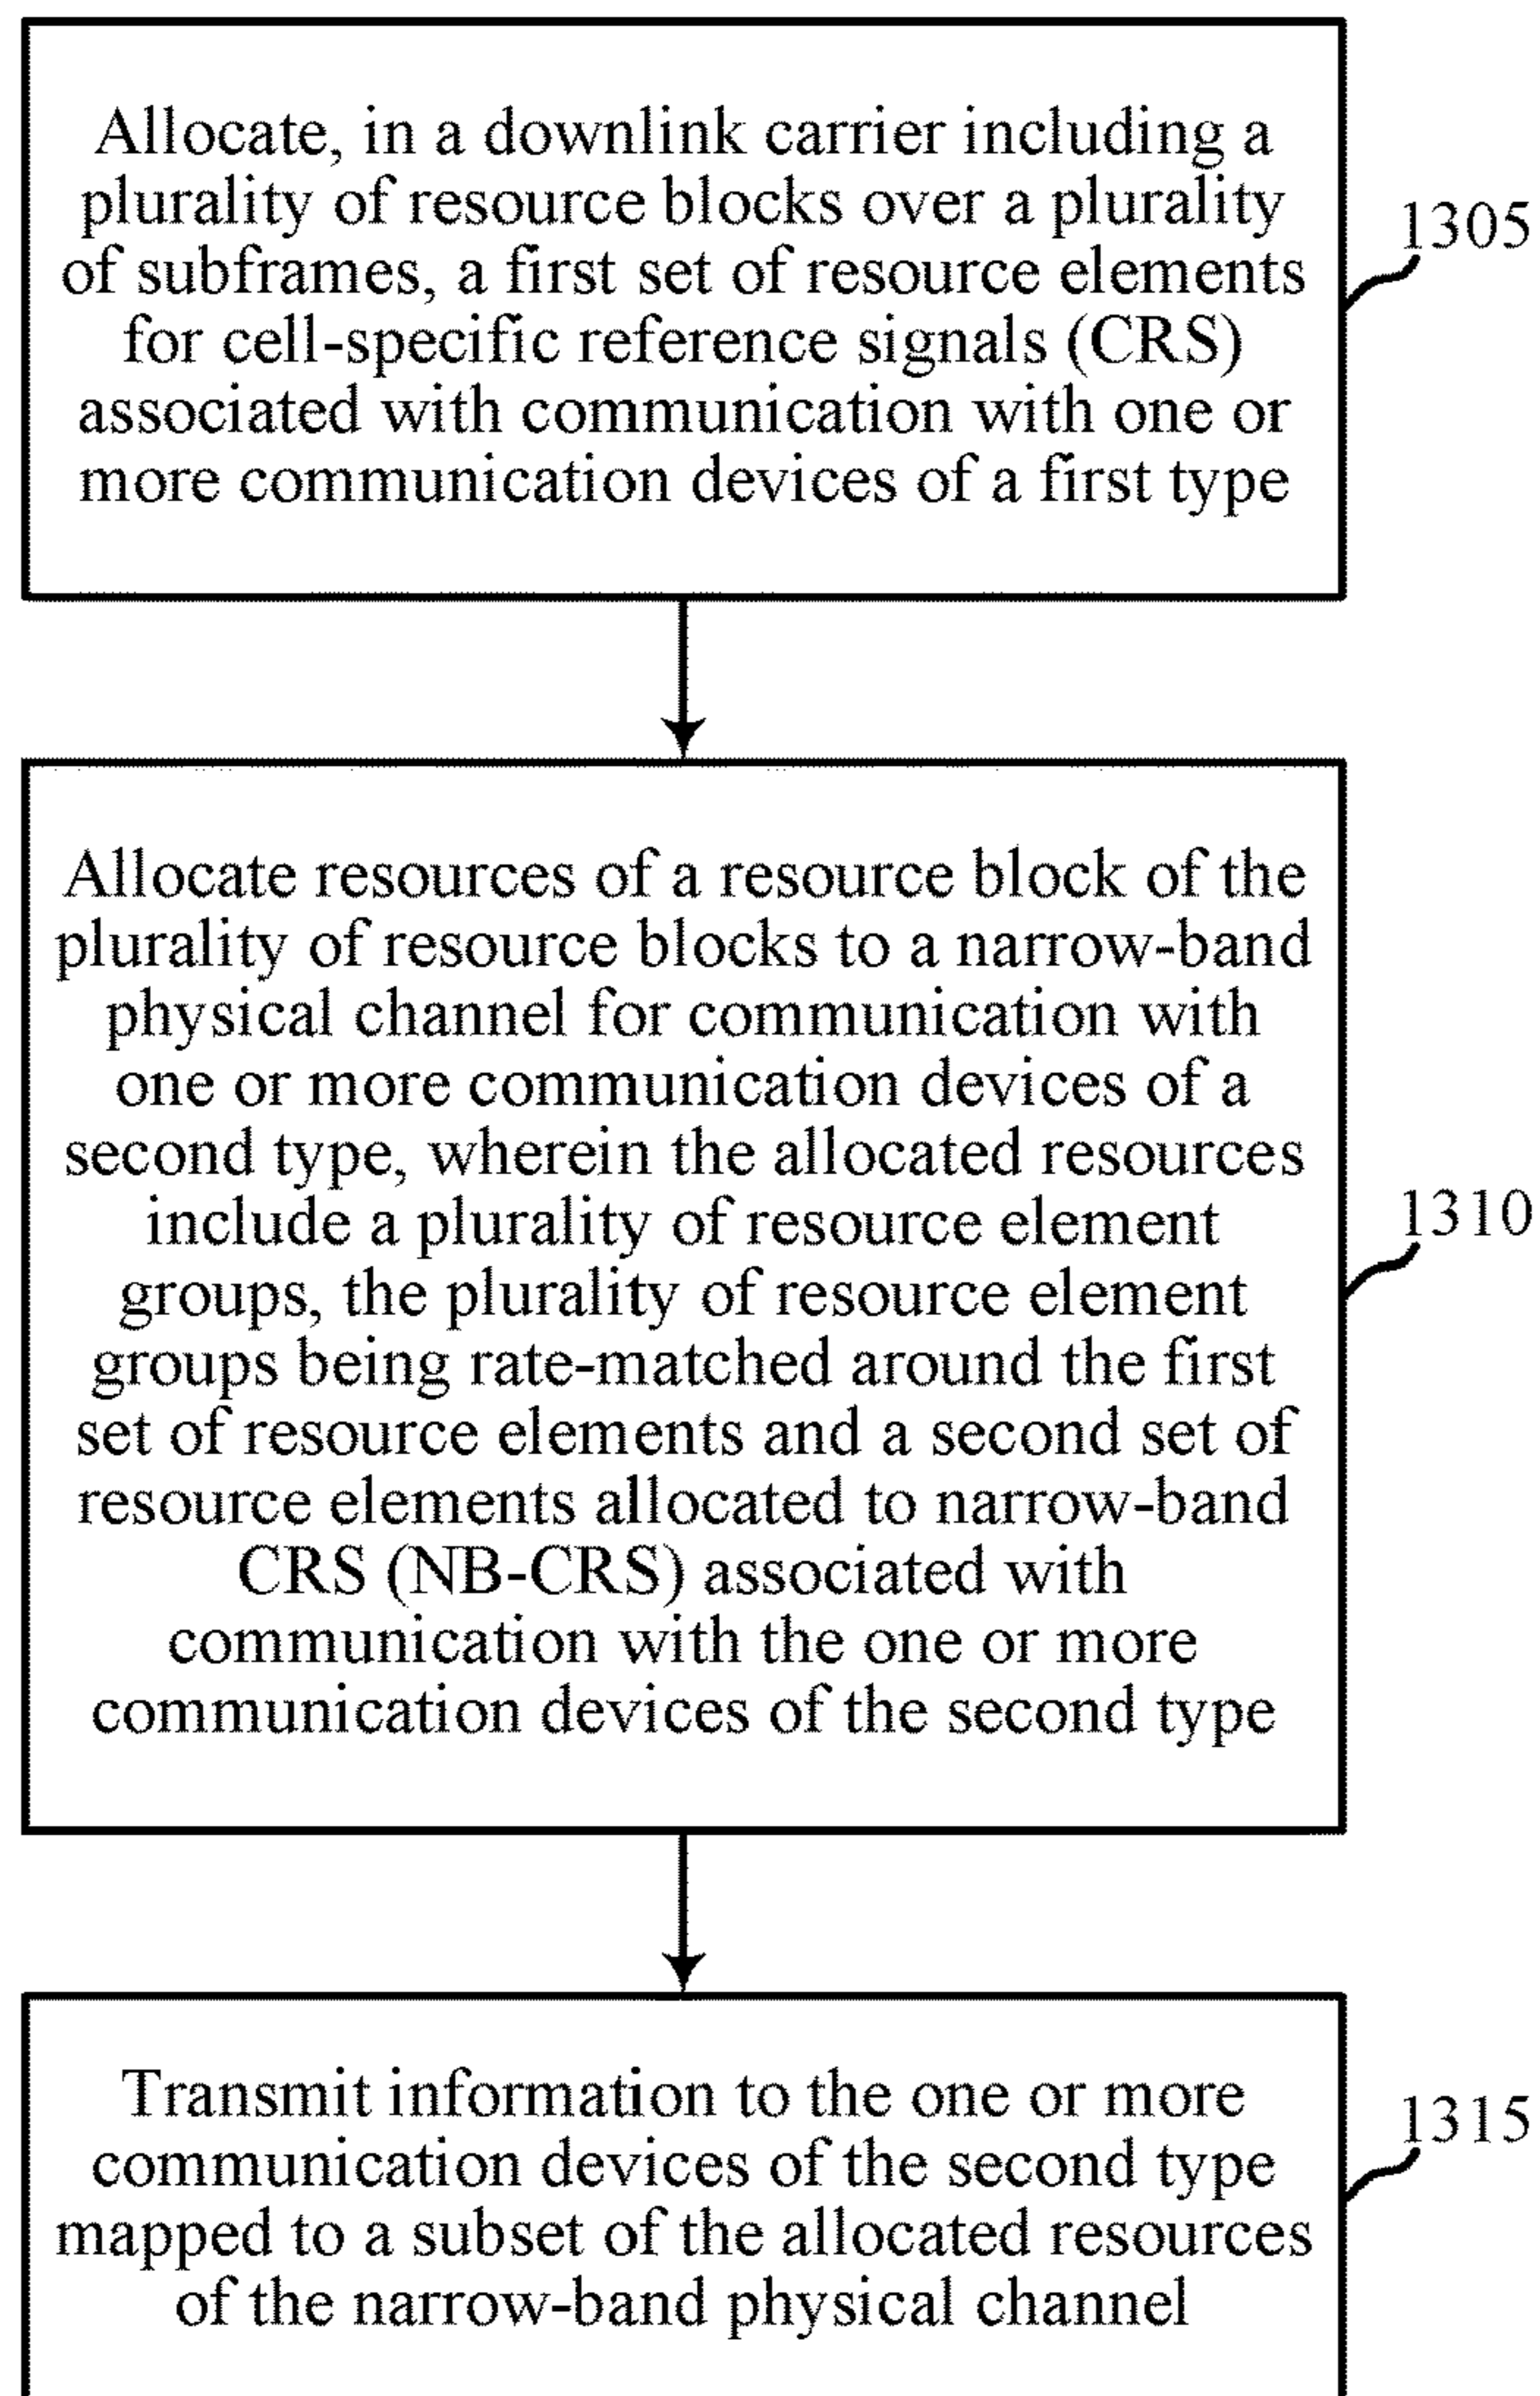 Allocate, in a downlink carrier including a
plurality of resource blocks over a plurality
of subframes, a first set of resource elements
for cell-specific reference signals (CRS)
associated with communication with one or
more communication devices of a first type
1305
Allocate resources of a resource block of the
plurality of resource blocks to a narrow-band
physical channel for communication with
one or more communication devices of a
second type, wherein the allocated resources
include a plurality of resource element
groups, the plurality of resource element
groups being rate-matched around the first
set of resource elements and a second set of
resource elements allocated to narrow-band
CRS (NB-CRS) associated with
communication with the one or more
communication devices of the second type
1310
Transmit information to the one or more
communication devices of the second type
mapped to a subset of the allocated resources
of the narrow-band physical channel
1315